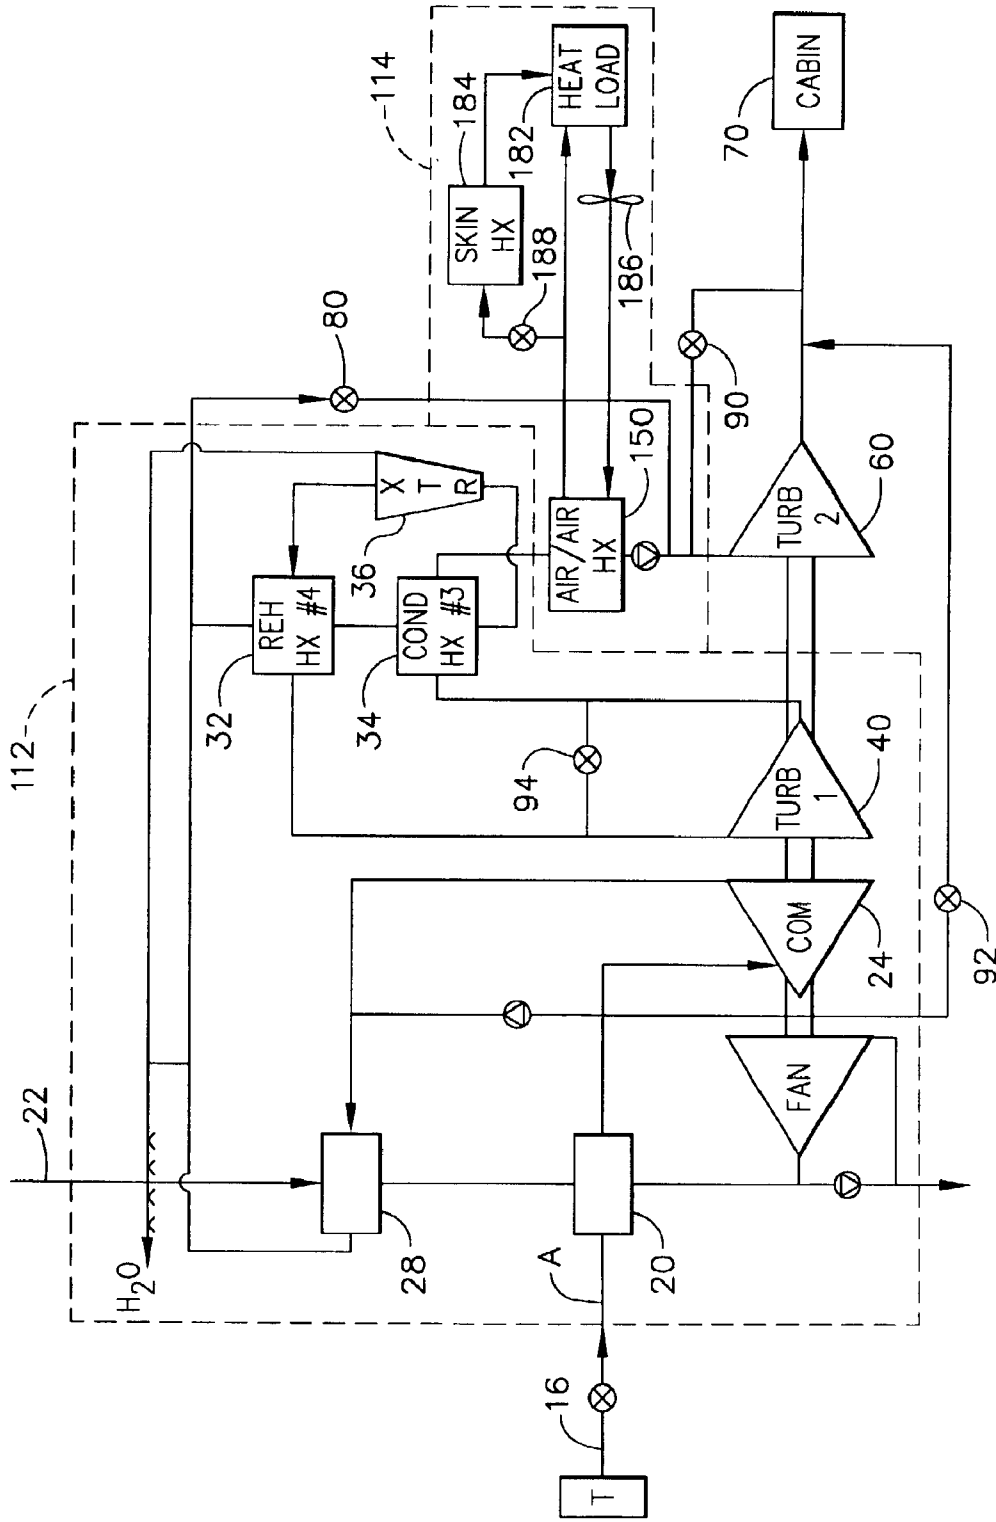 112
114
22
H2O
28
20
A
16
T
32
REH
HX #4
34
COND
HX #3
36
X
T
R
80
SKIN
HX
184
HEAT
LOAD
182
188
186
AIR/AIR
HX
150
94
90
92
FAN
COM
24
TURB
1
40
TURB
2
60
CABIN
70